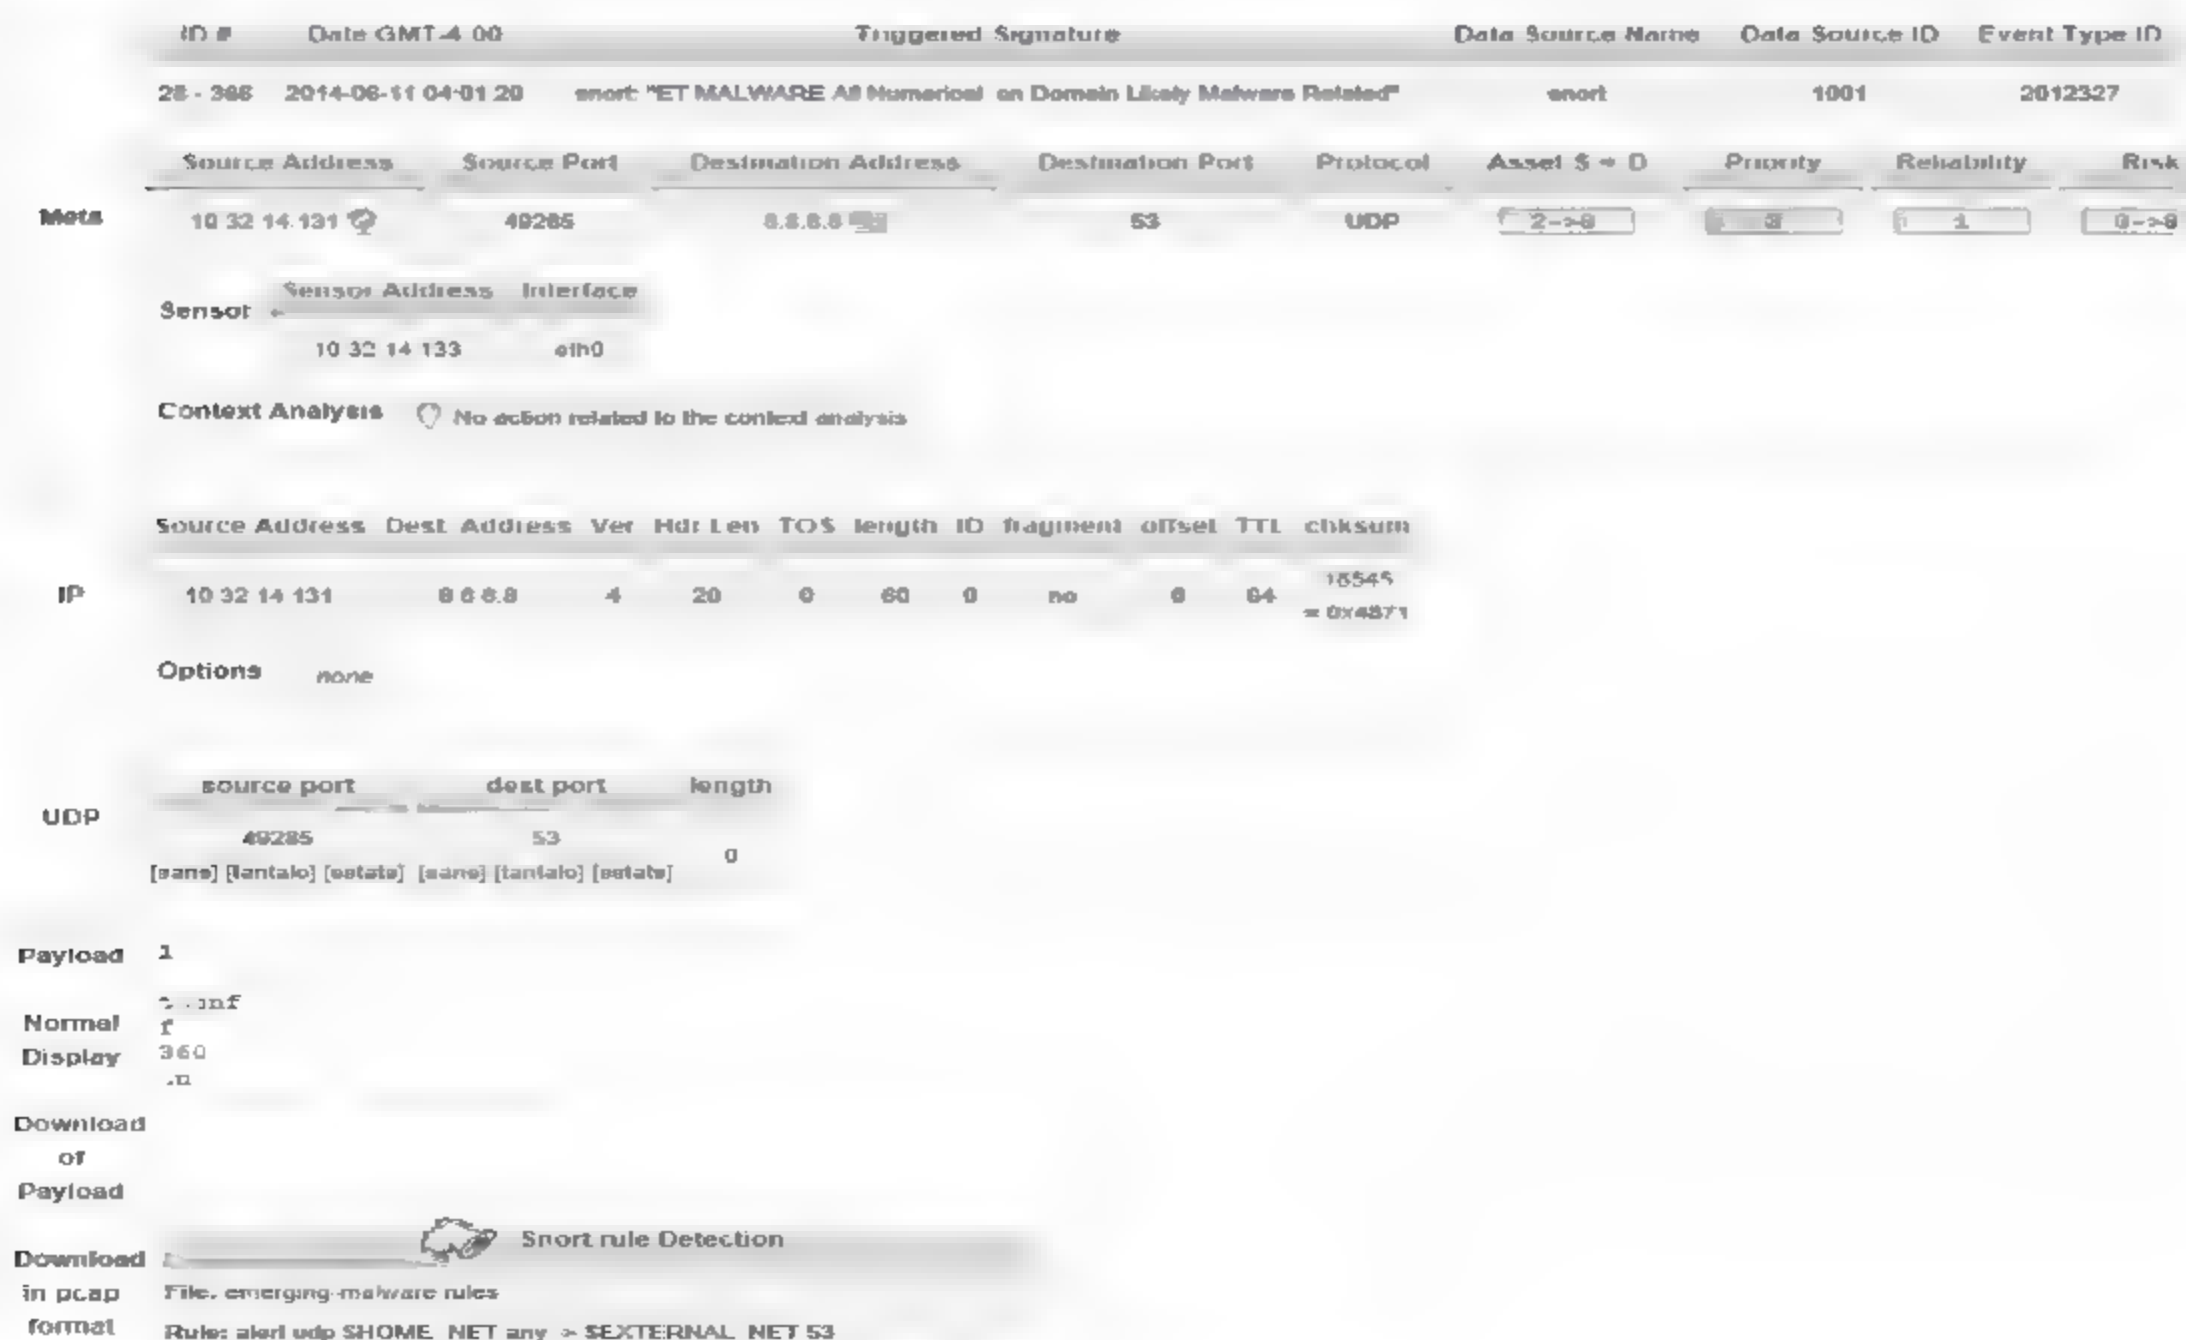 ID # Date GMT-4:00 Triggered Signature Data Source Name Data Source ID Event Type ID
2014-06-11 04:01:20 snort: "ET MALWARE All Numerical on Domain Likely Malware Related" snort 1001 2012327
Source Address Source Port Destination Address Destination Port Protocol Asset S → D Priority Reliability Risk
Meta 10.32.14.131 49285 8.8.8.8 53 UDP 1
Sensor Address Interface
Sensor
10.32.14.133 eth0
Context Analysis No action related to the context analysis
Source Address Dest. Address Ver Hdr Len TOS length ID fragment offset TTL chksum
IP 10.32.14.131 8.8.8.8 4 20 0 60 0 no 0 64
Options none
source port dest port length
UDP
49285 53
0
[sans] [tantalo] [sstats] [sans] [tantalo] [sstats]
Payload
Normal
Display 360
Download
of
Payload
Snort rule Detection
Download
in pcap File: emerging-malware.rules
format Rule: alert udp $HOME_NET any -> $EXTERNAL_NET 53